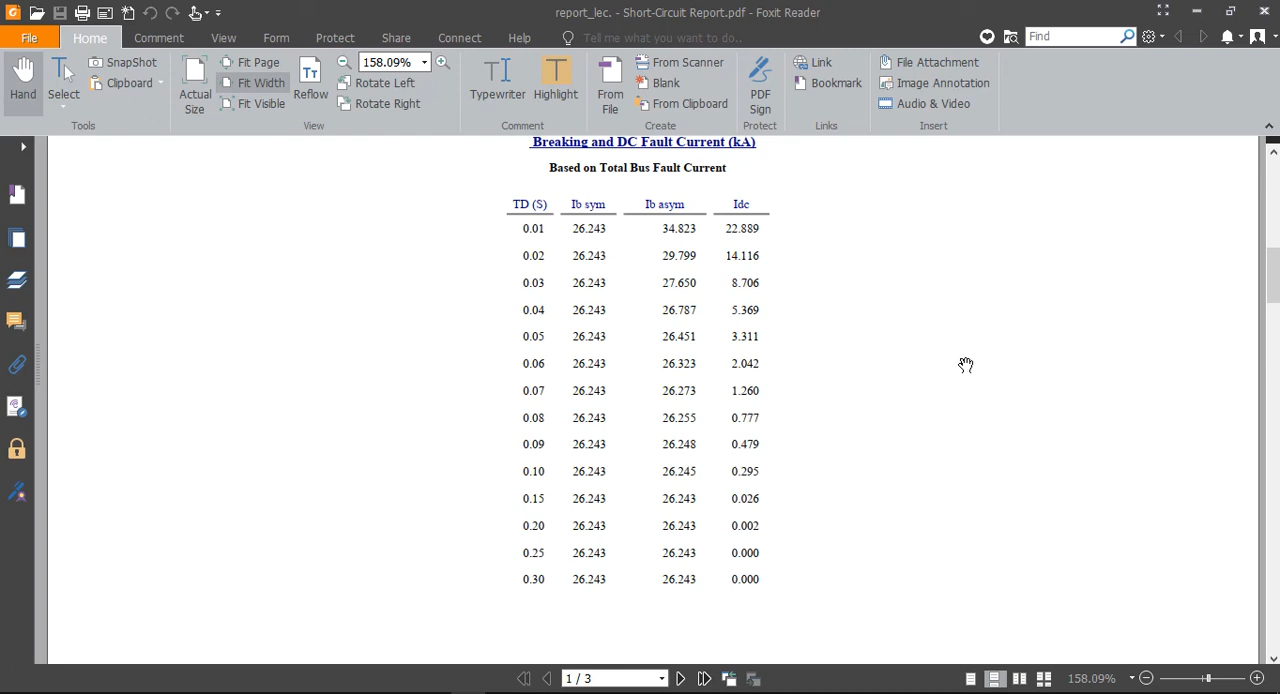 report_lec. - Short-Circuit Report.pdf - Foxit Reader
File Home Comment View Form Protect Share Connect Help Tell me what you want to do.. Find
Hand
Select
SnapShot
Clipboard
Tools
Actual Size
Fit Page
Fit Width
Fit Visible
Reflow
Rotate Left
Rotate Right
158.09%
View
Typewriter
Highlight
Comment
From File
From Scanner
Blank
From Clipboard
Create
PDF Sign
Protect
Link
Bookmark
Links
File Attachment
Image Annotation
Audio & Video
Insert
Breaking and DC Fault Current (kA)
Based on Total Bus Fault Current
TD (S) Ib sym Ib asym Idc
0.01 26.243 34.823 22.889
0.02 26.243 29.799 14.116
0.03 26.243 27.650 8.706
0.04 26.243 26.787 5.369
0.05 26.243 26.451 3.311
0.06 26.243 26.323 2.042
0.07 26.243 26.273 1.260
0.08 26.243 26.255 0.777
0.09 26.243 26.248 0.479
0.10 26.243 26.245 0.295
0.15 26.243 26.243 0.026
0.20 26.243 26.243 0.002
0.25 26.243 26.243 0.000
0.30 26.243 26.243 0.000
1 / 3
158.09%